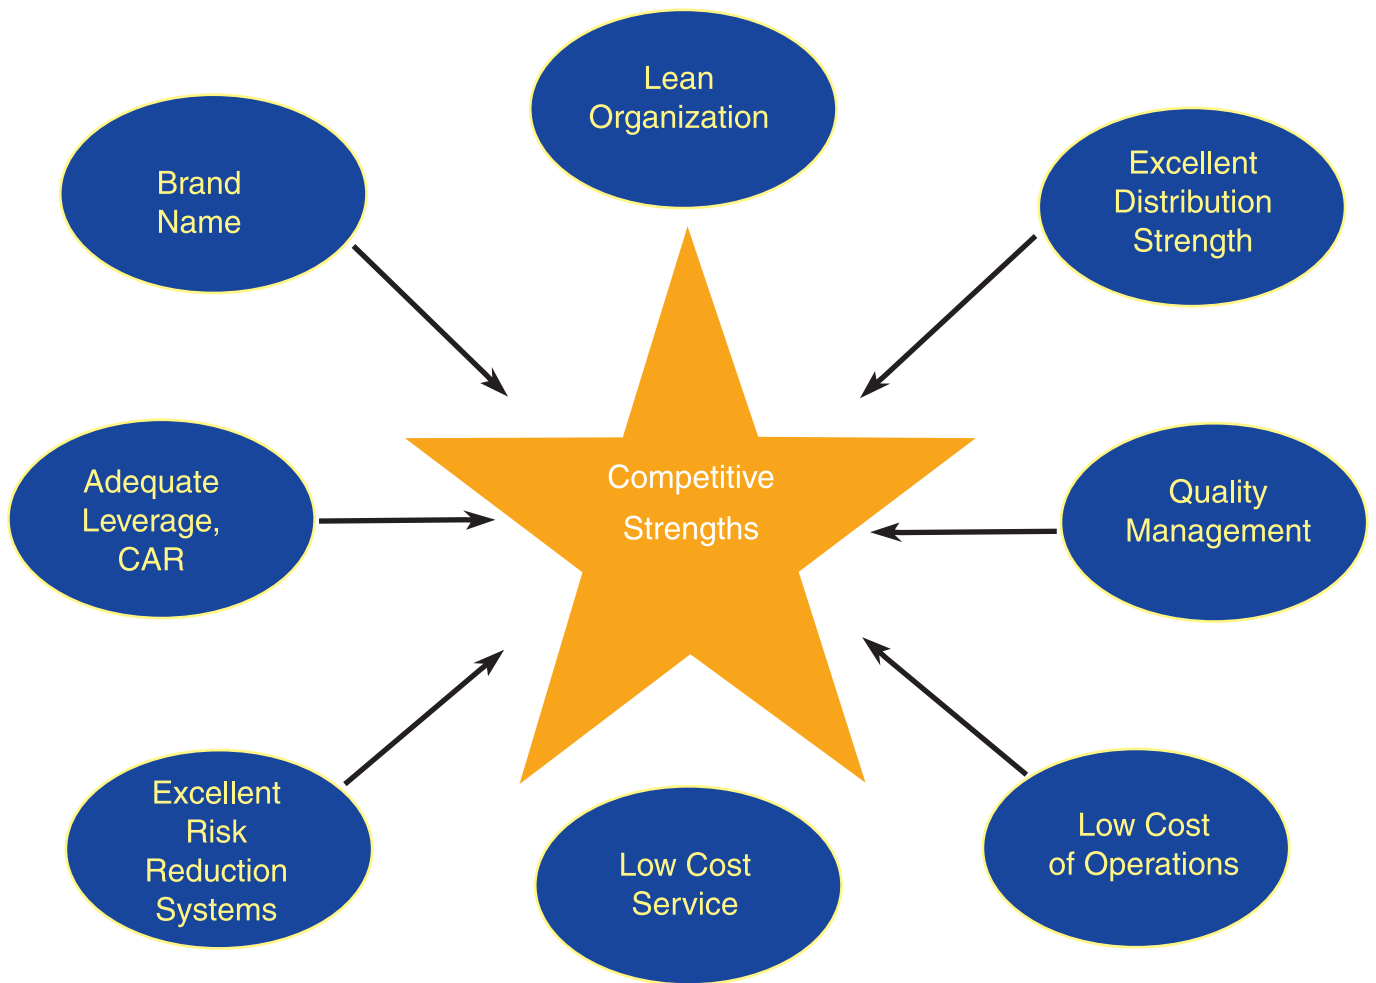 Lean
Organization
Brand
Name
Excellent
Distribution
Strength
Competitive
Strengths
Adequate
Leverage,
CAR
Quality
Management
Excellent
Risk
Reduction
Systems
Low Cost
Service
Low Cost
of Operations